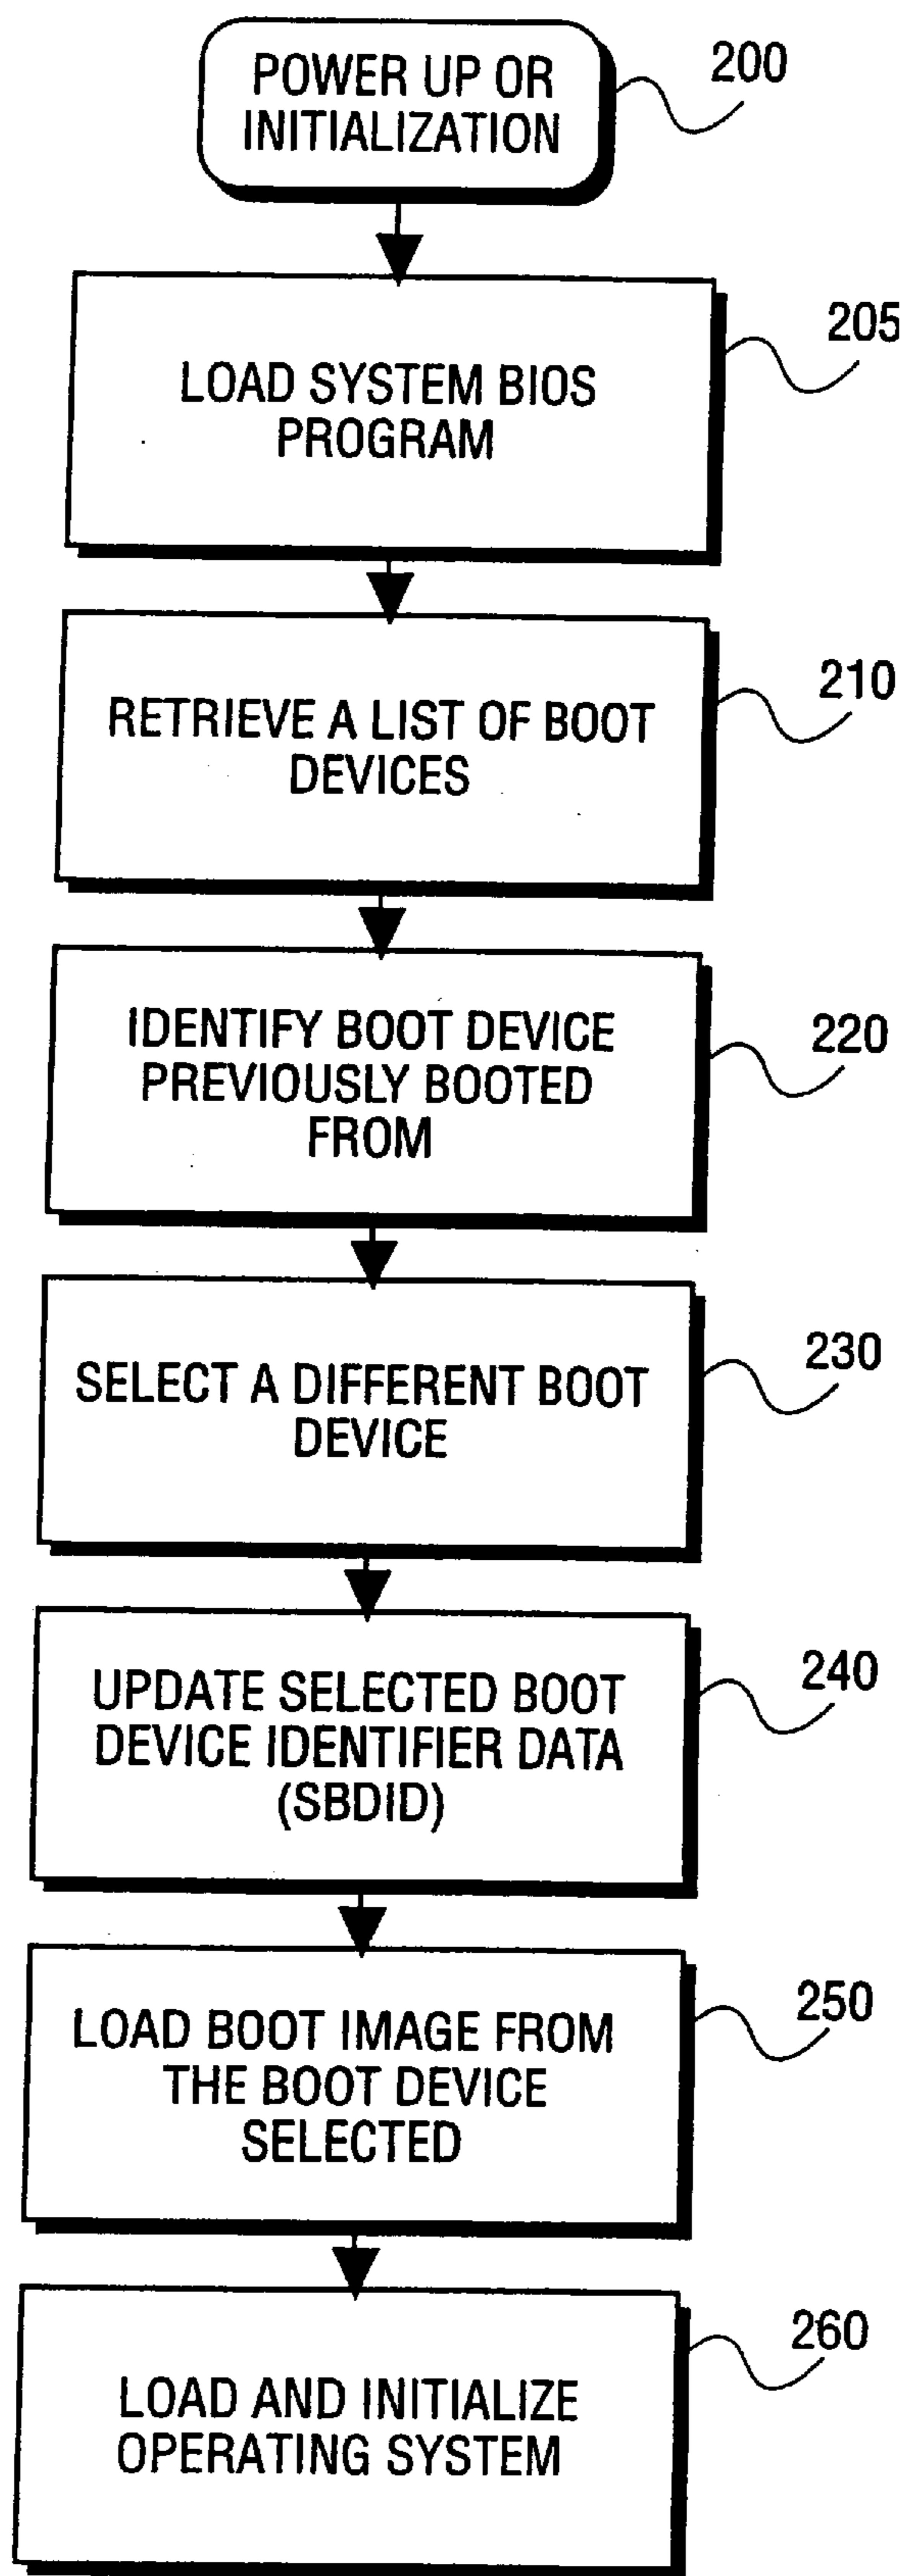 POWER UP OR
INITIALIZATION
200
LOAD SYSTEM BIOS
PROGRAM
205
RETRIEVE A LIST OF BOOT
DEVICES
210
IDENTIFY BOOT DEVICE
PREVIOUSLY BOOTED
FROM
220
SELECT A DIFFERENT BOOT
DEVICE
230
UPDATE SELECTED BOOT
DEVICE IDENTIFIER DATA
(SBDID)
240
LOAD BOOT IMAGE FROM
THE BOOT DEVICE
SELECTED
250
LOAD AND INITIALIZE
OPERATING SYSTEM
260